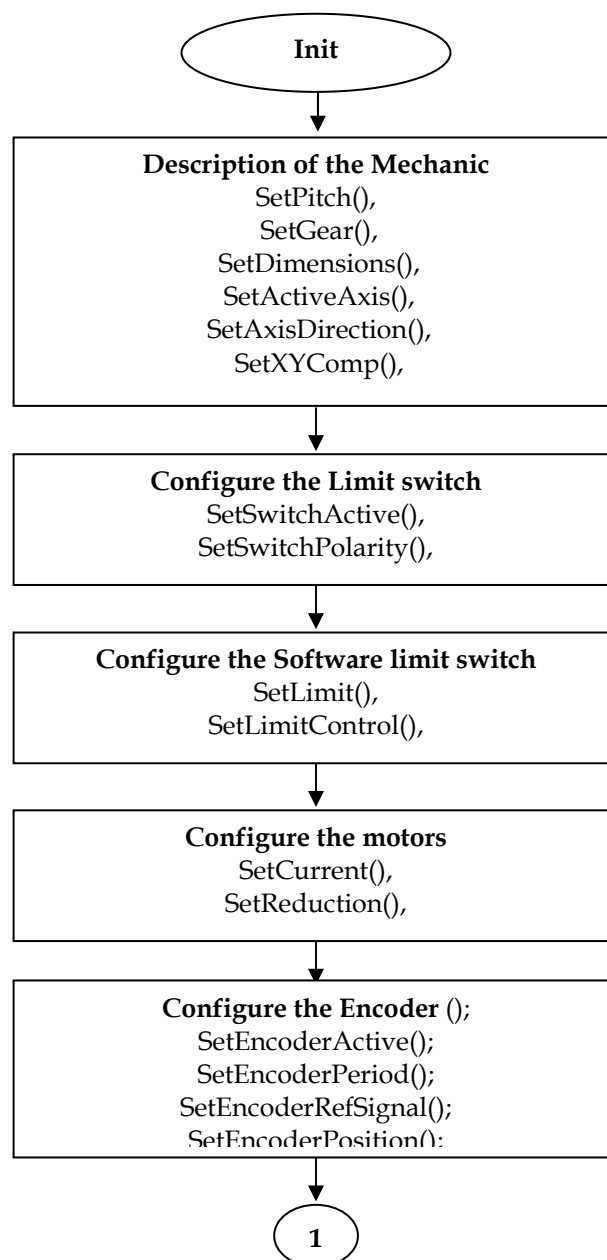 Init
Description of the Mechanic
SetPitch(),
SetGear(),
SetDimensions(),
SetActiveAxis(),
SetAxisDirection(),
SetXYComp(),
Configure the Limit switch
SetSwitchActive(),
SetSwitchPolarity(),
Configure the Software limit switch
SetLimit(),
SetLimitControl(),
Configure the motors
SetCurrent(),
SetReduction(),
Configure the Encoder ();
SetEncoderActive();
SetEncoderPeriod();
SetEncoderRefSignal();
SetEncoderPosition();
1